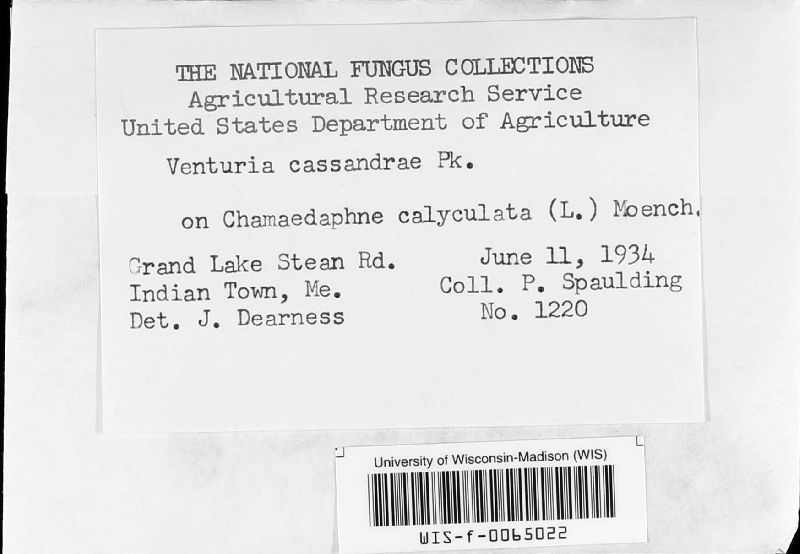 THE NATIONAL FUNGUS COLLECTIONS
Agricultural Research Service
United States Department of Agriculture
Venturia cassandrae Pk.
on Chamaedaphne calyculata (L.) Moench.
Grand Lake Stean Rd. June 11, 1934
Indian Town, Me. Coll. P. Spaulding
Det. J. Dearness No. 1220
University of Wisconsin-Madison (WIS)
WIS-f-0065022